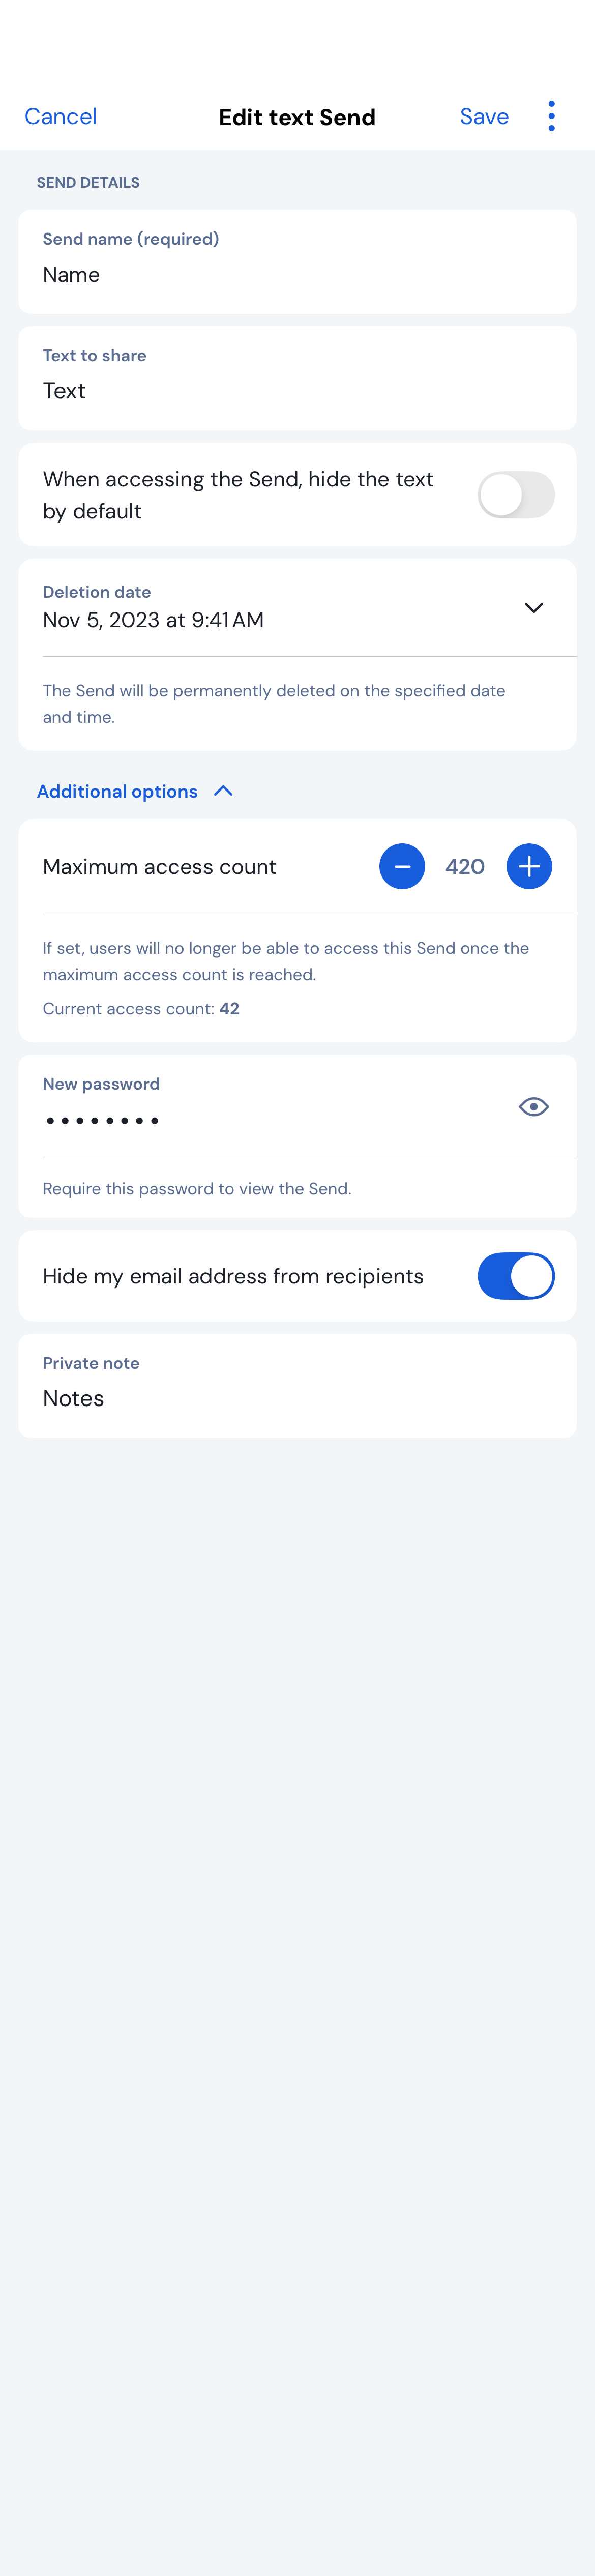 Cancel
Edit text Send
Save
SEND DETAILS
Send name (required)
Name
Text to share
Text
When accessing the Send, hide the text
by default
Deletion date
Nov 5, 2023 at 9:41 AM
The Send will be permanently deleted on the specified date
and time.
Additional options
Maximum access count
420
If set, users will no longer be able to access this Send once the
maximum access count is reached.
Current access count: 42
New password
••••••••
Require this password to view the Send.
Hide my email address from recipients
Private note
Notes